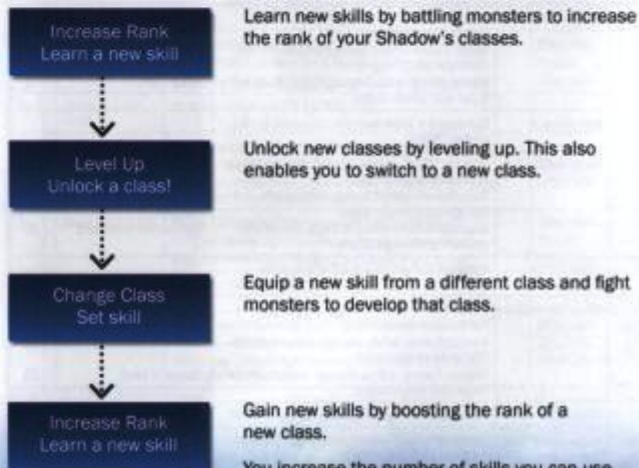 Increase Rank
Learn a new skill
Learn new skills by battling monsters to increase
the rank of your Shadow's classes.
Level Up
Unlock a class!
Unlock new classes by leveling up. This also
enables you to switch to a new class.
Change Class
Set skill
Equip a new skill from a different class and fight
monsters to develop that class.
Increase Rank
Learn a new skill
Gain new skills by boosting the rank of a
new class.
You increase the number of skills you can use